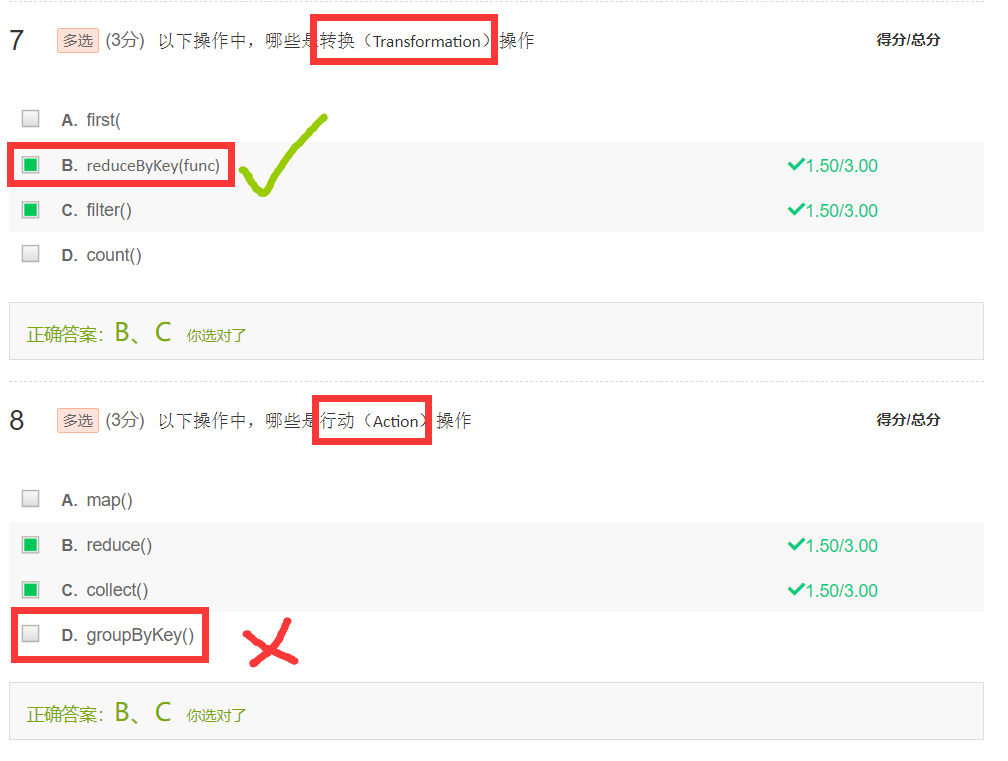 7 多选 (3分) 以下操作中，哪些是转换（Transformation）操作 得分/总分
A. first(
B. reduceByKey(func) 1.50/3.00
C. filter() 1.50/3.00
D. count()
正确答案：B、C 你选对了
8 多选 (3分) 以下操作中，哪些是行动（Action）操作 得分/总分
A. map()
B. reduce() 1.50/3.00
C. collect() 1.50/3.00
D. groupByKey()
正确答案：B、C 你选对了